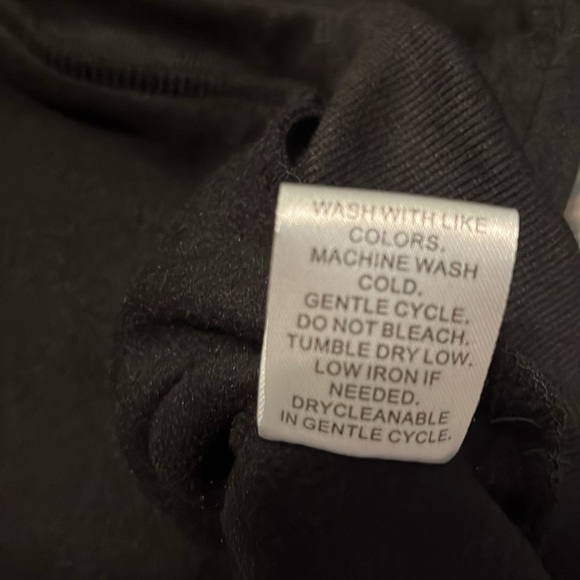 WASH WITH LIKE
COLORS.
MACHINE WASH
COLD.
GENTLE CYCLE.
DO NOT BLEACH.
TUMBLE DRY LOW.
LOW IRON IF
NEEDED.
DRYCLEANABLE
IN GENTLE CYCLE.